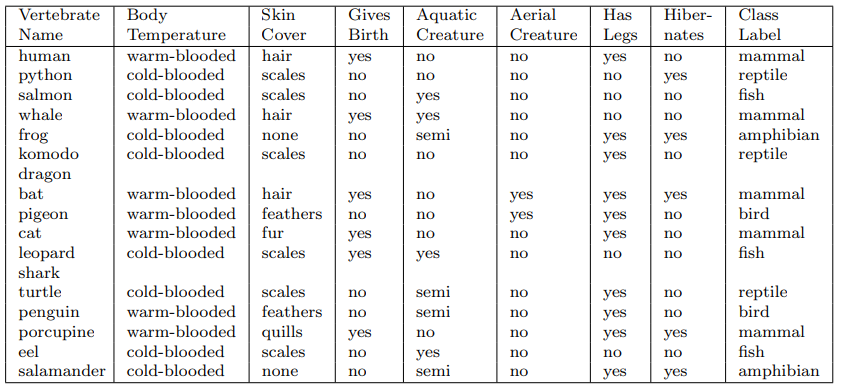 Vertebrate Body Skin Gives Aquatic Aerial Has Hiber- Class
Name Temperature Cover Birth Creature Creature Legs nates Label
human warm-blooded hair yes no no yes no mammal
python cold-blooded scales no no no no yes reptile
salmon cold-blooded scales no yes no no no fish
whale warm-blooded hair yes yes no no no mammal
frog cold-blooded none no semi no yes yes amphibian
komodo cold-blooded scales no no no yes no reptile
dragon
bat warm-blooded hair yes no yes yes yes mammal
pigeon warm-blooded feathers no no yes yes no bird
cat warm-blooded fur yes no no yes no mammal
leopard cold-blooded scales yes yes no no no fish
shark
turtle cold-blooded scales no semi no yes no reptile
penguin warm-blooded feathers no semi no yes no bird
porcupine warm-blooded quills yes no no yes yes mammal
eel cold-blooded scales no yes no no no fish
salamander cold-blooded none no semi no yes yes amphibian